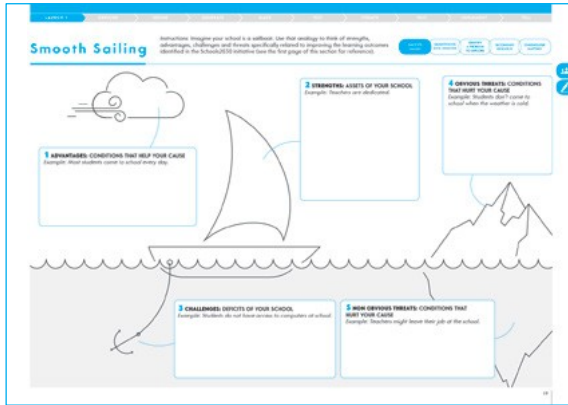 Smooth Sailing
Instructions: Imagine your school is a sailboat. Use that analogy to think of strengths,
advantages, challenges and threats specifically related to improving the learning outcomes
identified in the Schools2030 initiative (see the first page of the section for reference).
2 STRENGTHS: ASSETS OF YOUR SCHOOL
Example: Teachers are dedicated.
4 OBVIOUS THREATS: CONDITIONS
THAT HURT YOUR CAUSE
Example: Students don't come to
school when the weather is cold.
1 ADVANTAGES: CONDITIONS THAT HELP YOUR CAUSE
Example: Most students come to school every day.
3 CHALLENGES: DEFICITS OF YOUR SCHOOL
Example: Students do not have access to computers at school.
5 NON OBVIOUS THREATS: CONDITIONS THAT
HURT YOUR CAUSE
Example: Teachers might leave their job at the school.